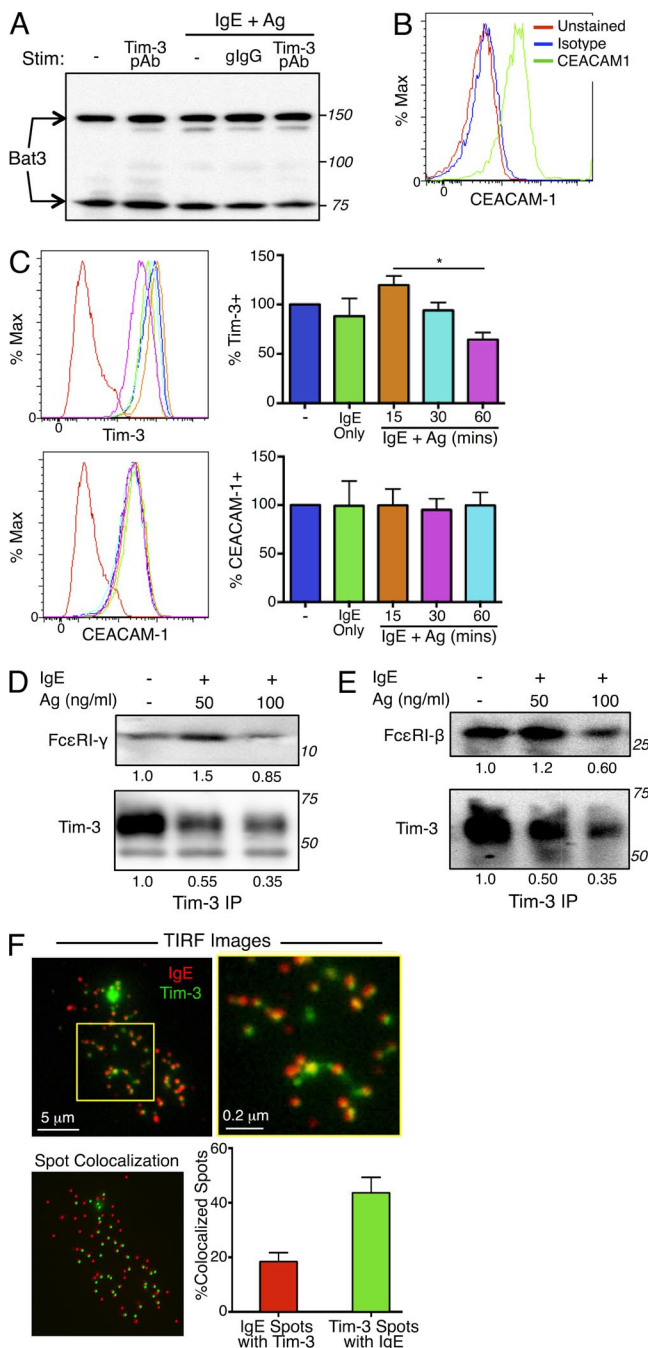 A
IgE + Ag
Stim: - Tim-3 pAb - gIgG Tim-3 pAb
Bat3
150
100
75
B
Unstained
Isotype
CEACAM1
% Max
0
CEACAM-1
C
% Max
0
Tim-3
% Tim-3+
150
100
50
0
*
- IgE Only 15 30 60
IgE + Ag (mins)
% Max
0
CEACAM-1
% CEACAM-1+
150
100
50
0
- IgE Only 15 30 60
IgE + Ag (mins)
D
IgE - + +
Ag (ng/ml) - 50 100
FcεRI-γ
10
1.0 1.5 0.85
Tim-3
75
50
1.0 0.55 0.35
Tim-3 IP
E
IgE - + +
Ag (ng/ml) - 50 100
FcεRI-β
25
1.0 1.2 0.60
Tim-3
75
50
1.0 0.50 0.35
Tim-3 IP
F
TIRF Images
IgE
Tim-3
5 μm
0.2 μm
Spot Colocalization
%Colocalized Spots
60
40
20
0
IgE Spots with Tim-3
Tim-3 Spots with IgE